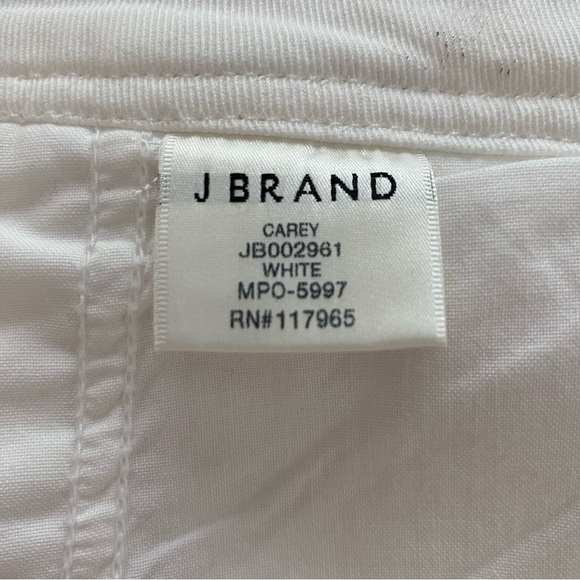 J BRAND
CAREY
JB002961
WHITE
MPO-5997
RN#117965